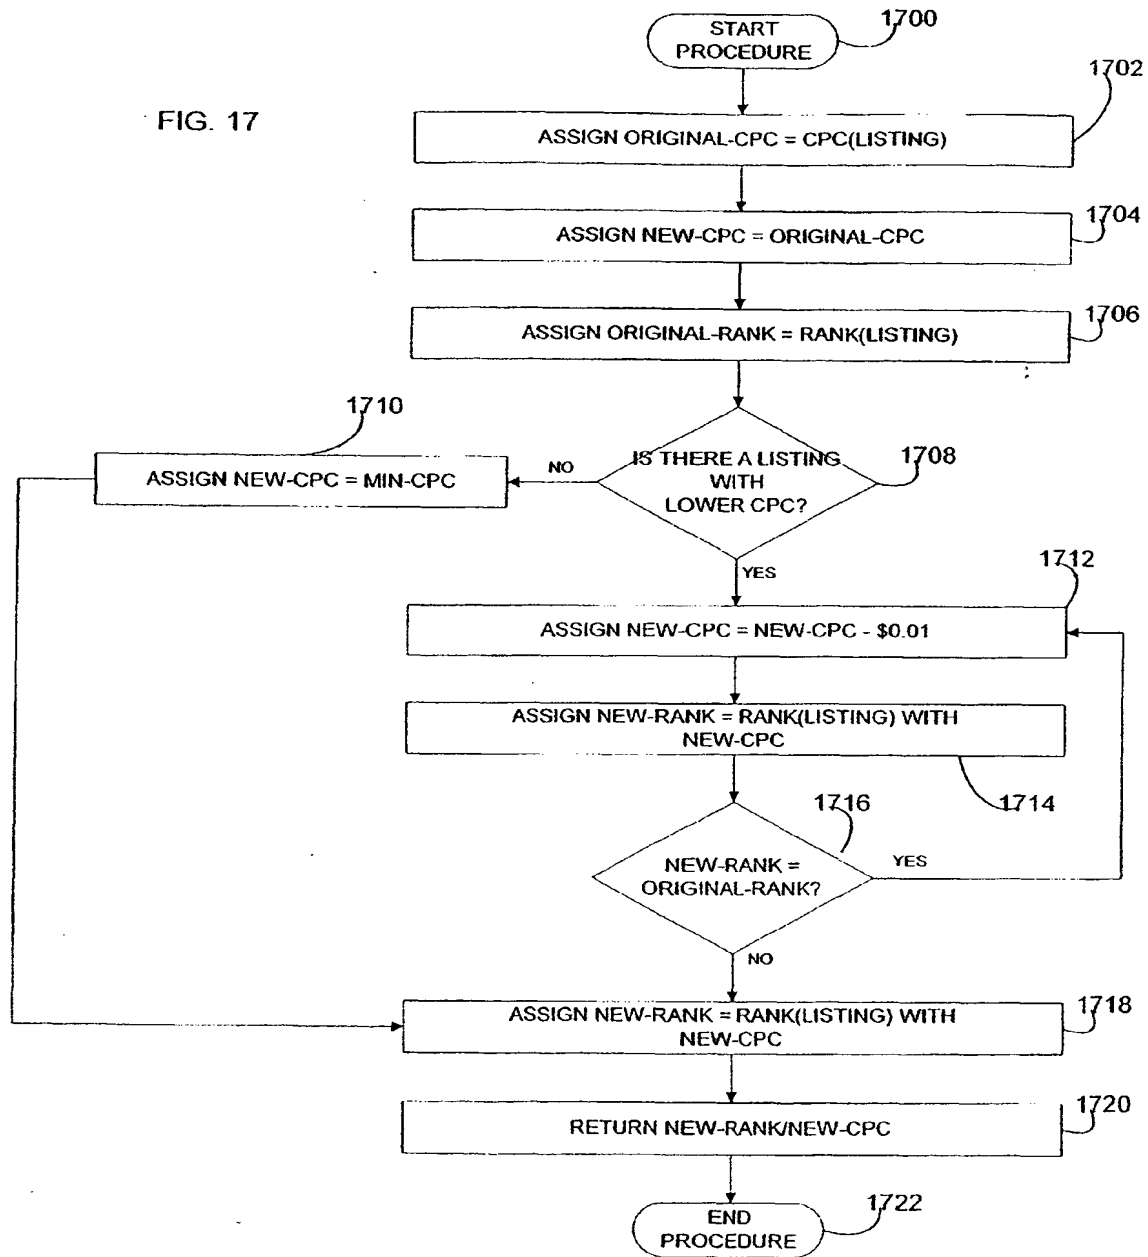 START
PROCEDURE
1700
1702
FIG. 17
ASSIGN ORIGINAL-CPC = CPC(LISTING)
ASSIGN NEW-CPC = ORIGINAL-CPC
1704
ASSIGN ORIGINAL-RANK = RANK(LISTING)
1706
1710
ASSIGN NEW-CPC = MIN-CPC
NO
IS THERE A LISTING
WITH
LOWER CPC?
1708
YES
1712
ASSIGN NEW-CPC = NEW-CPC - $0.01
ASSIGN NEW-RANK = RANK(LISTING) WITH
NEW-CPC
1714
1716
NEW-RANK =
ORIGINAL-RANK?
YES
NO
ASSIGN NEW-RANK = RANK(LISTING) WITH
NEW-CPC
1718
RETURN NEW-RANK/NEW-CPC
1720
END
PROCEDURE
1722